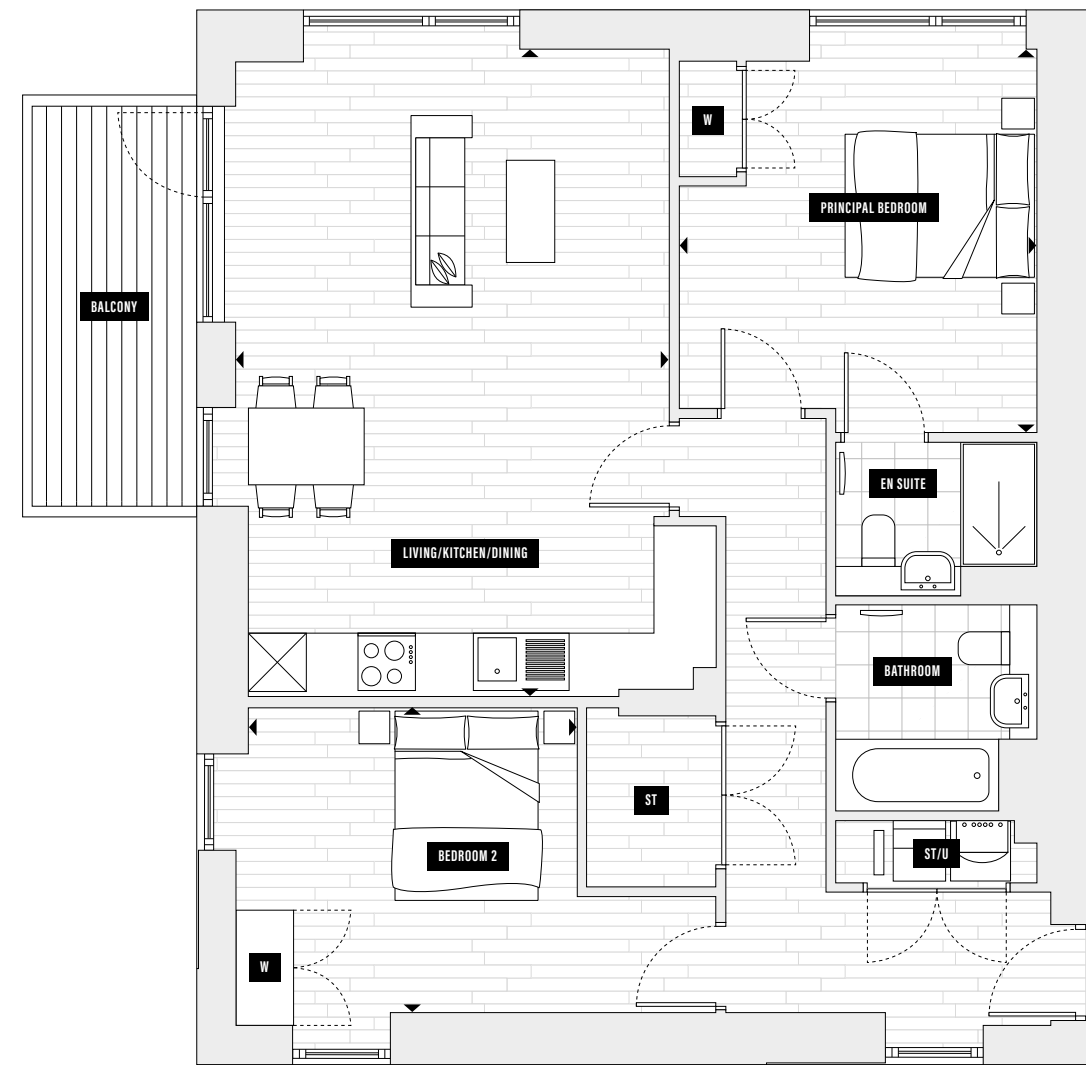 W
PRINCIPAL BEDROOM
BALCONY
EN SUITE
LIVING/KITCHEN/DINING
BATHROOM
ST
BEDROOM 2
ST/U
W